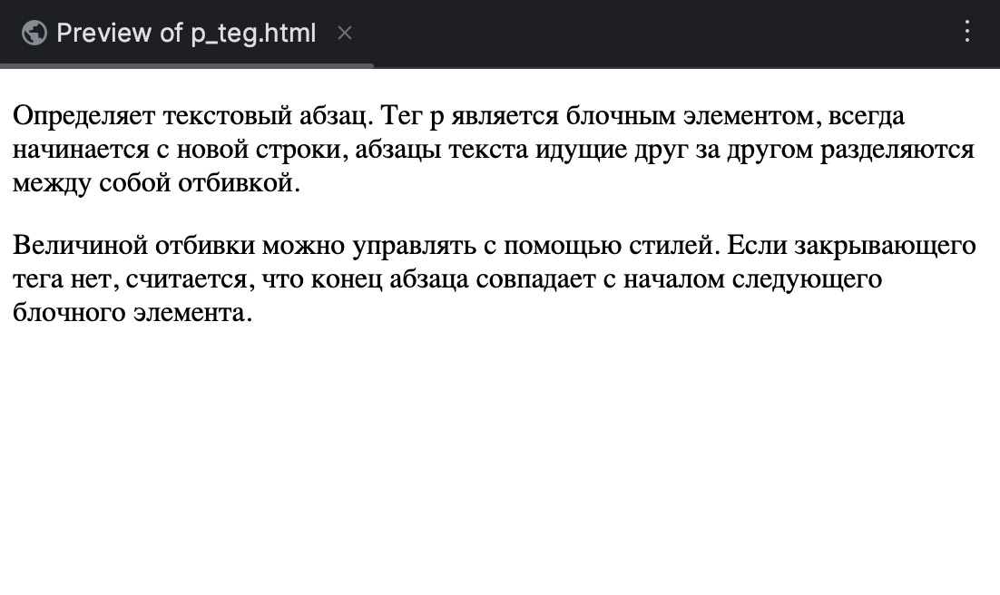 Preview of p_teg.html
Определяет текстовый абзац. Тег p является блочным элементом, всегда
начинается с новой строки, абзацы текста идущие друг за другом разделяются
между собой отбивкой.
Величиной отбивки можно управлять с помощью стилей. Если закрывающего
тега нет, считается, что конец абзаца совпадает с началом следующего
блочного элемента.